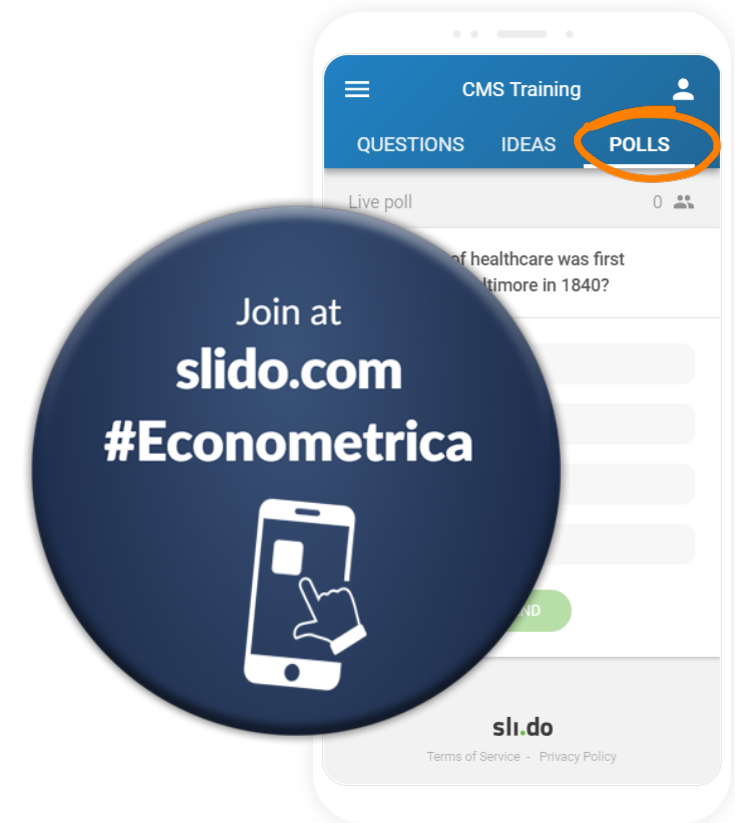 CMS Training
QUESTIONS IDEAS POLLS
Live poll 0
of healthcare was first
in 1840?
Join at
slido.com
#Econometrica
sli.do
Terms of Service - Privacy Policy